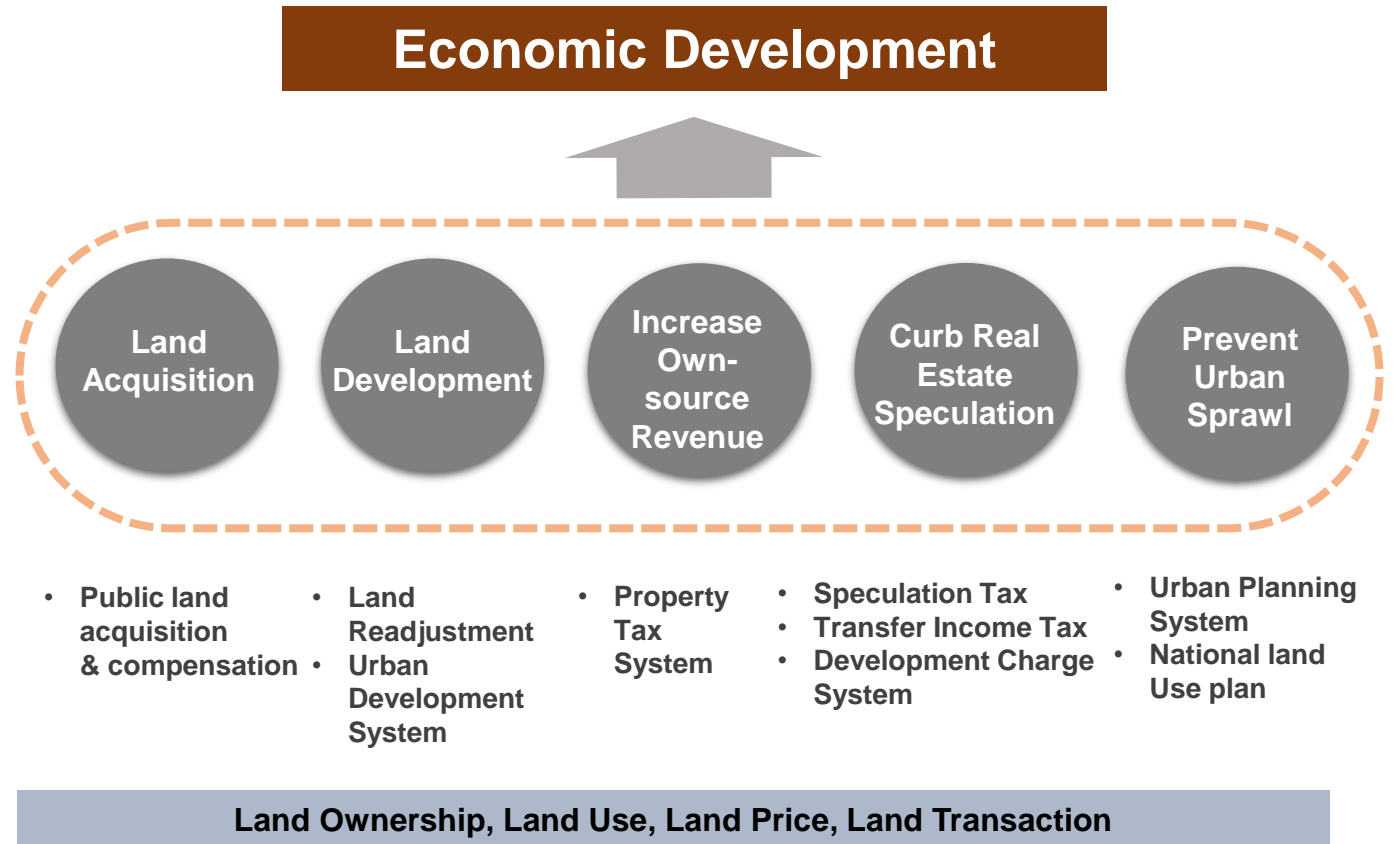 Economic Development
Land
Acquisition
Land
Development
Increase
Own-
source
Revenue
Curb Real
Estate
Speculation
Prevent
Urban
Sprawl
• Public land
acquisition
& compensation
• Land
Readjustment
• Urban
Development
System
• Property
Tax
System
• Speculation Tax
• Transfer Income Tax
• Development Charge
System
• Urban Planning
System
• National land
Use plan
Land Ownership, Land Use, Land Price, Land Transaction